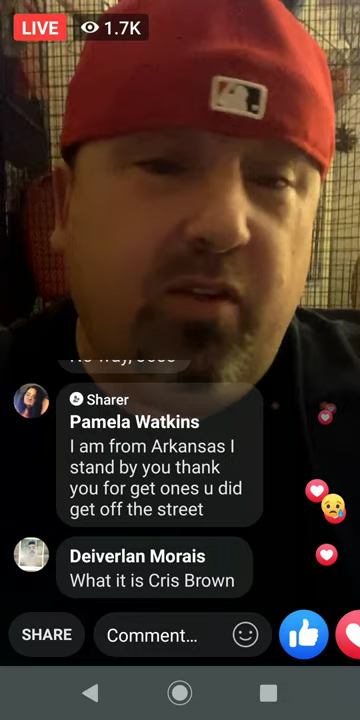 LIVE
1.7K
Sharer
Pamela Watkins
I am from Arkansas I
stand by you thank
you for get ones u did
get off the street
Deiverlan Morais
What it is Cris Brown
SHARE
Comment...